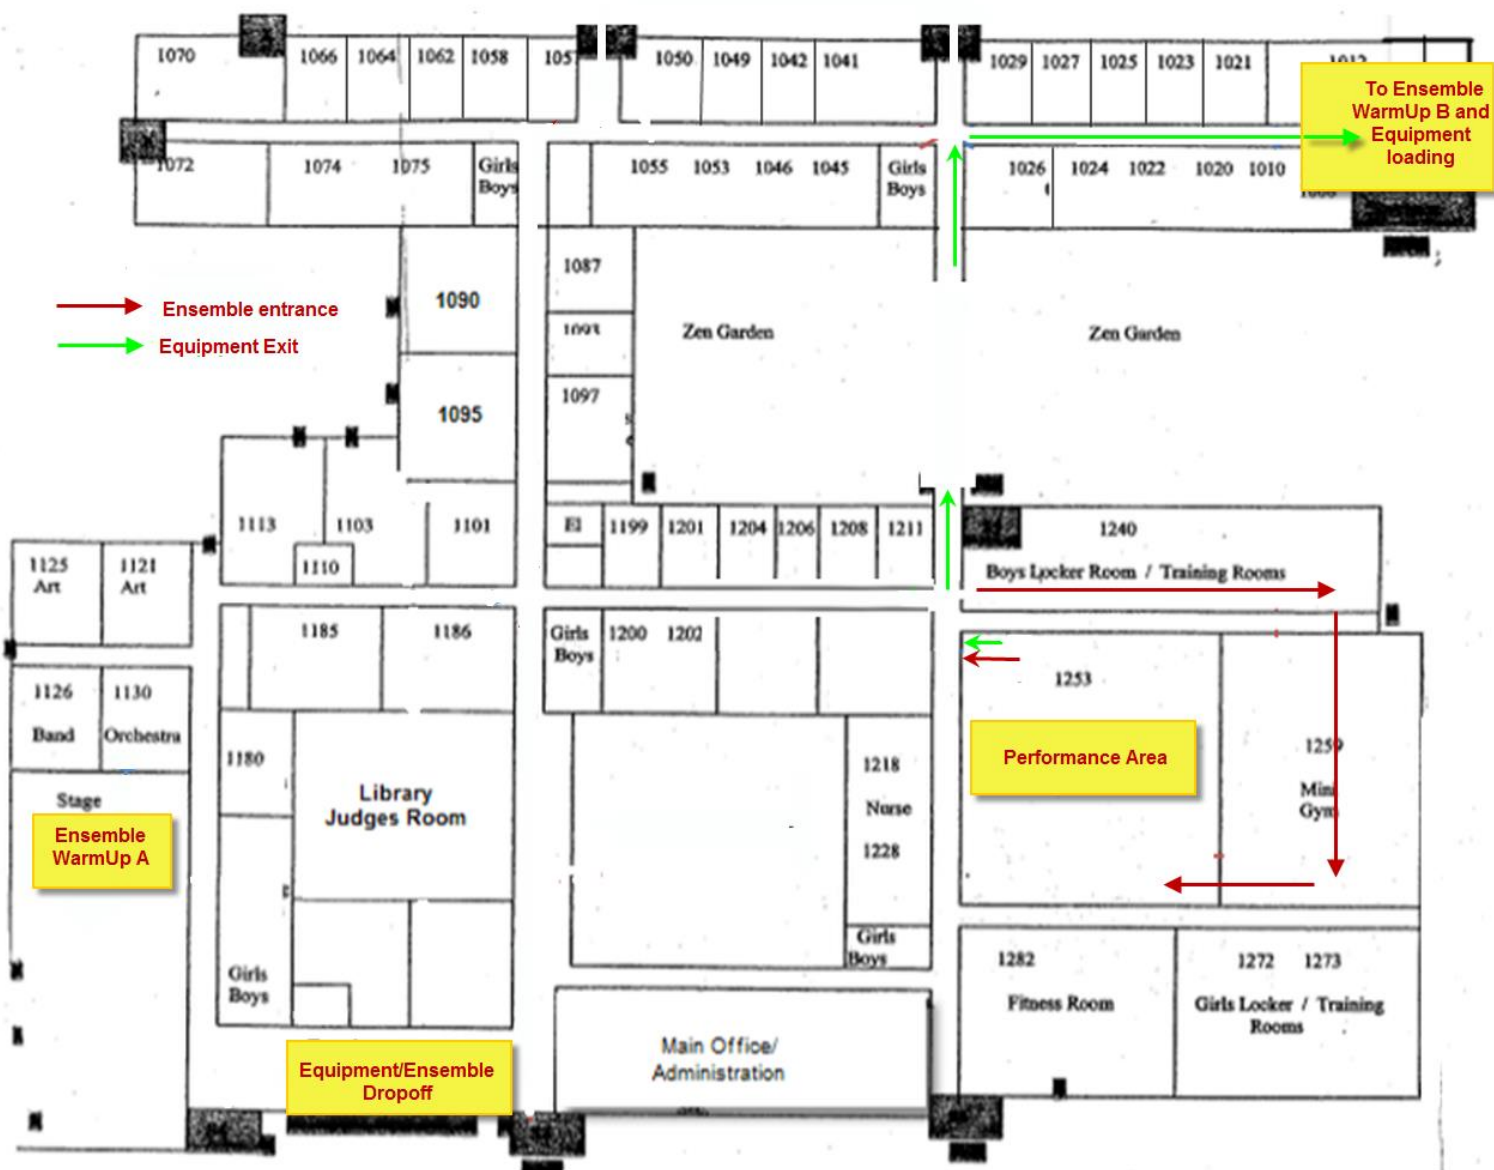 1070
1066
1064
1062
1058
105
1050
1049
1042
1041
1029
1027
1025
1023
1021
To Ensemble
WarmUp B and
Equipment
loading
1072
1074
1075
Girls
Boys
1055
1053
1046
1045
Girls
Boys
1026
1024
1022
1020
1010
1087
1090
Ensemble entrance
Equipment Exit
1093
Zen Garden
Zen Garden
1097
1095
1113
1103
1101
1110
El
1199
1201
1204
1206
1208
1211
1240
Boys Locker Room / Training Rooms
1125
Art
1121
Art
1185
1186
Girls
Boys
1200
1202
1253
1126
Band
1130
Orchestra
1180
Library
Judges Room
1218
Nurse
1228
Performance Area
1259
Mini
Gym
Stage
Ensemble
WarmUp A
Girls
Boys
Girls
Boys
1282
Fitness Room
1272 1273
Girls Locker / Training
Rooms
Equipment/Ensemble
Dropoff
Main Office/
Administration